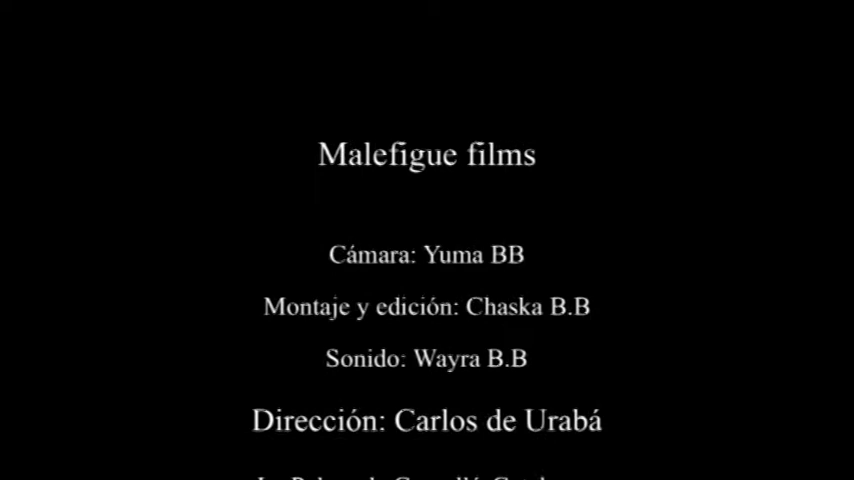 Malefigue films
Cámara: Yuma BB
Montaje y edición: Chaska B.B
Sonido: Wayra B.B
Dirección: Carlos de Urabá